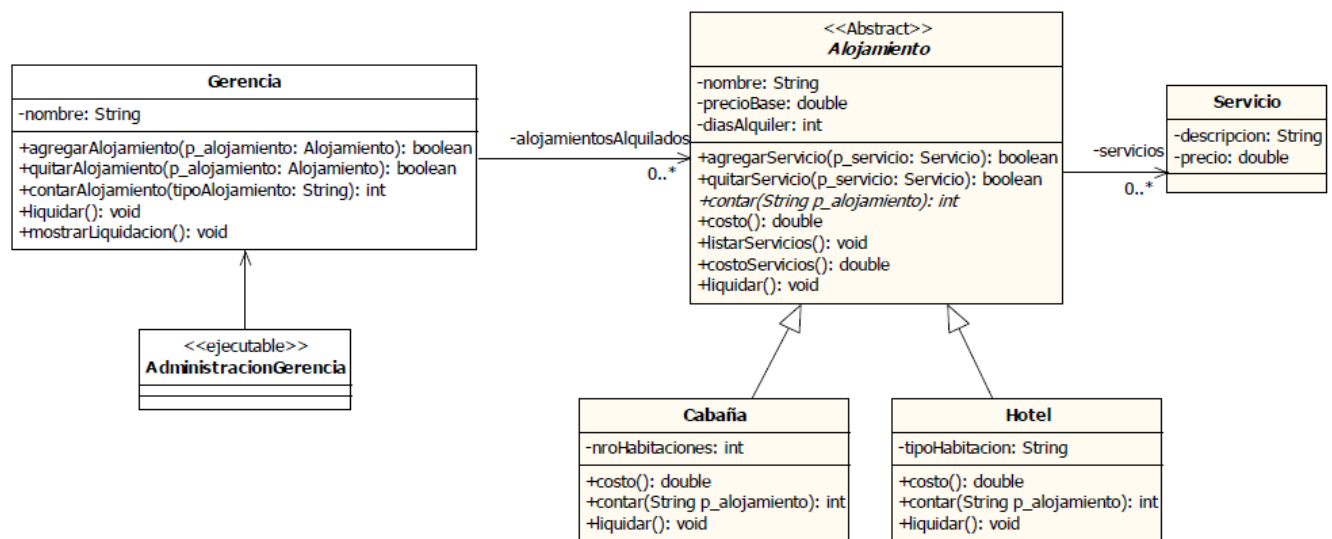 Gerencia
-nombre: String
+agregarAlojamiento(p_alojamiento: Alojamiento): boolean
+quitarAlojamiento(p_alojamiento: Alojamiento): boolean
+contarAlojamiento(tipoAlojamiento: String): int
+liquidar(): void
+mostrarLiquidacion(): void
<<ejecutable>>
AdministracionGerencia
-alojamientosAlquilados
0..*
<<Abstract>>
Alojamiento
-nombre: String
-precioBase: double
-diasAlquiler: int
+agregarServicio(p_servicio: Servicio): boolean
+quitarServicio(p_servicio: Servicio): boolean
+contar(String p_alojamiento): int
+costo(): double
+listarServicios(): void
+costoServicios(): double
+liquidar(): void
-servicios
0..*
Servicio
-descripcion: String
-precio: double
Cabaña
-nroHabitaciones: int
+costo(): double
+contar(String p_alojamiento): int
+liquidar(): void
Hotel
-tipoHabitacion: String
+costo(): double
+contar(String p_alojamiento): int
+liquidar(): void